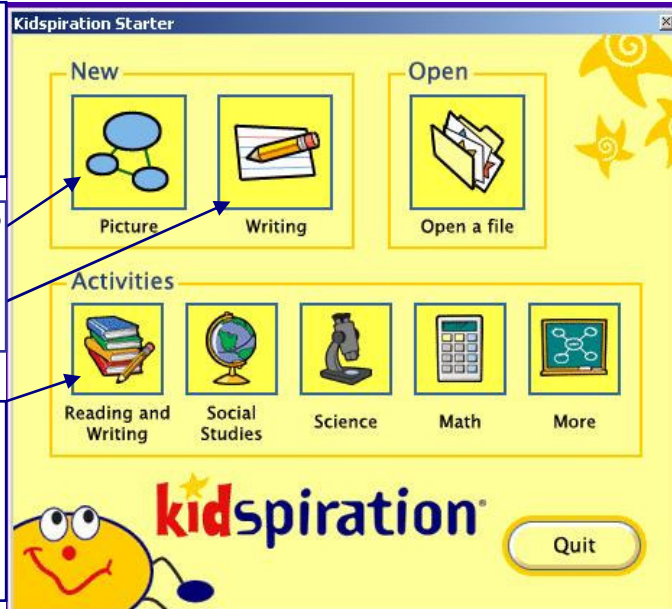 Kidspiration Starter
New
Open
Picture
Writing
Open a file
Activities
Reading and Writing
Social Studies
Science
Math
More
kidspiration®
Quit